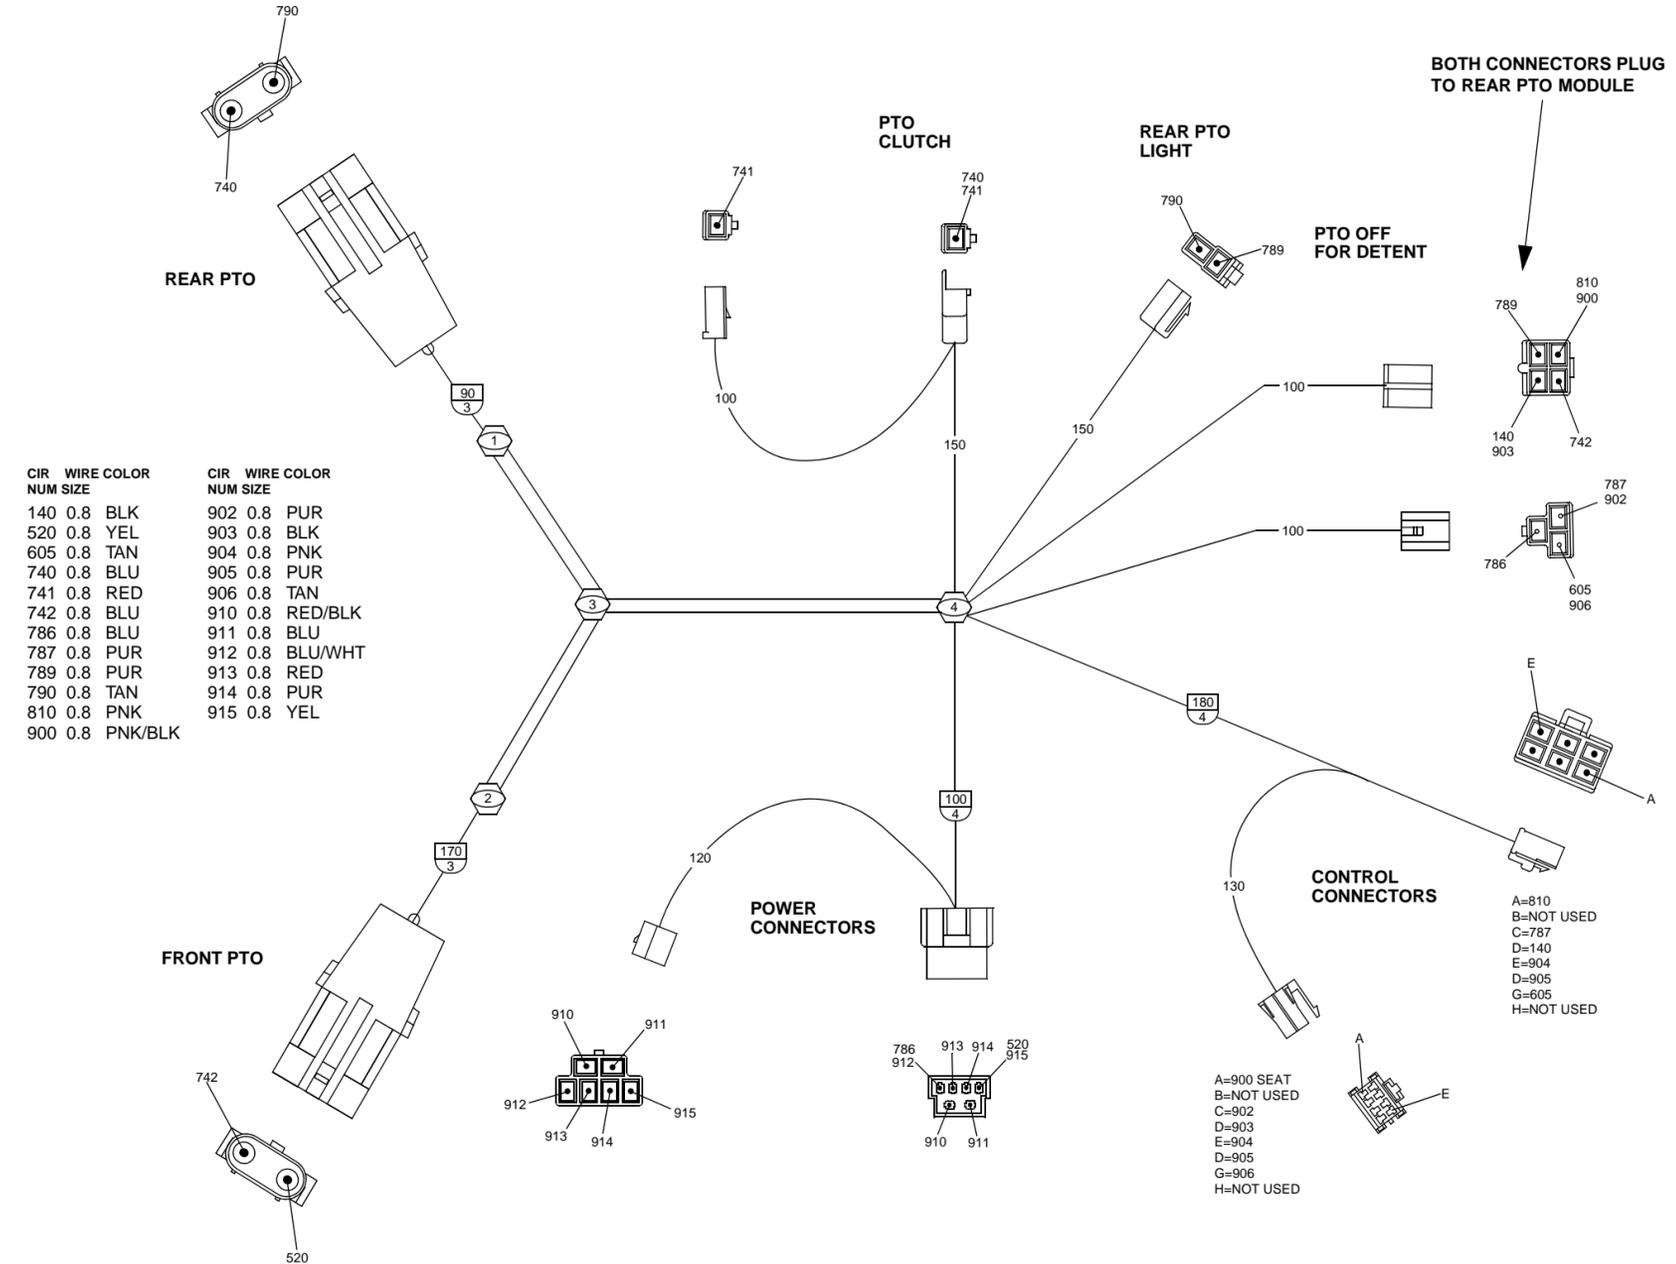 790
740
REAR PTO
90
3
1
BOTH CONNECTORS PLUG
TO REAR PTO MODULE
PTO
CLUTCH
741
740
741
100
150
REAR PTO
LIGHT
790
789
150
PTO OFF
FOR DETENT
100
789
810
900
140
903
742
100
787
902
786
605
906
CIR WIRE COLOR
NUM SIZE
140 0.8 BLK
520 0.8 YEL
605 0.8 TAN
740 0.8 BLU
741 0.8 RED
742 0.8 BLU
786 0.8 BLU
787 0.8 PUR
789 0.8 PUR
790 0.8 TAN
810 0.8 PNK
900 0.8 PNK/BLK
CIR WIRE COLOR
NUM SIZE
902 0.8 PUR
903 0.8 BLK
904 0.8 PNK
905 0.8 PUR
906 0.8 TAN
910 0.8 RED/BLK
911 0.8 BLU
912 0.8 BLU/WHT
913 0.8 RED
914 0.8 PUR
915 0.8 YEL
3
4
2
170
3
FRONT PTO
742
520
180
4
E
A
100
4
120
POWER
CONNECTORS
130
CONTROL
CONNECTORS
A=810
B=NOT USED
C=787
D=140
E=904
D=905
G=605
H=NOT USED
910
911
912
913
914
915
786
912
913
914
520
915
910
911
A=900 SEAT
B=NOT USED
C=902
D=903
E=904
D=905
G=906
H=NOT USED
A
E